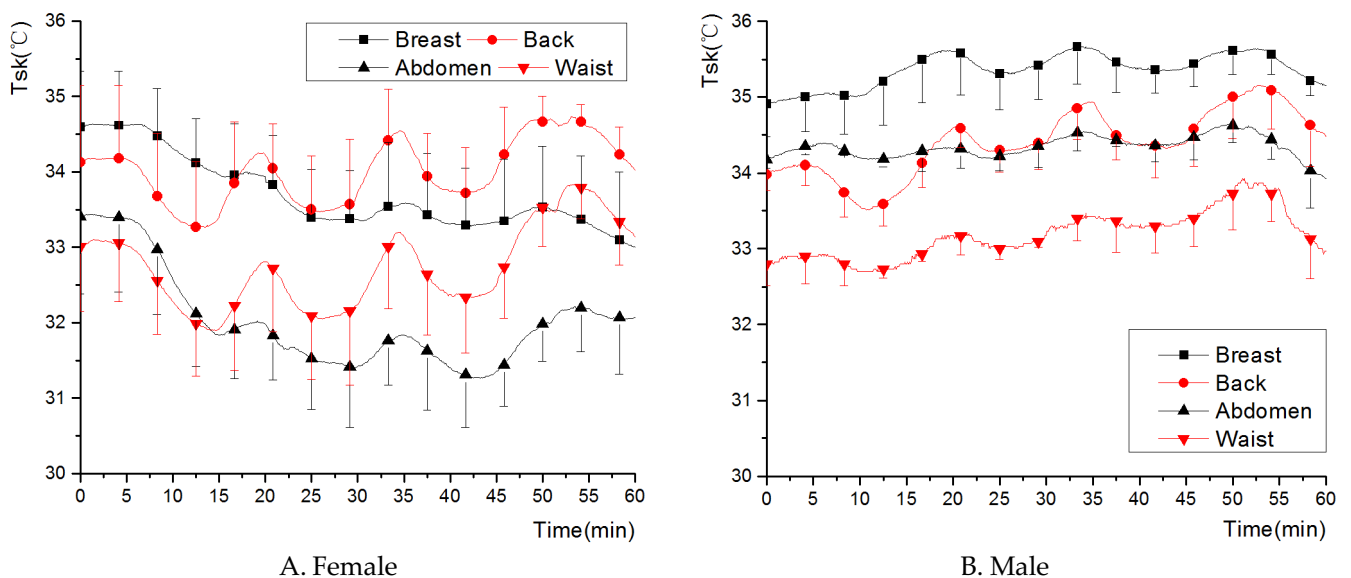 36
35
34
33
32
31
30
Tsk(℃)
Breast Back
Abdomen Waist
0 5 10 15 20 25 30 35 40 45 50 55 60
Time(min)
A. Female
36
35
34
33
32
31
30
Tsk(℃)
Breast
Back
Abdomen
Waist
0 5 10 15 20 25 30 35 40 45 50 55 60
Time(min)
B. Male